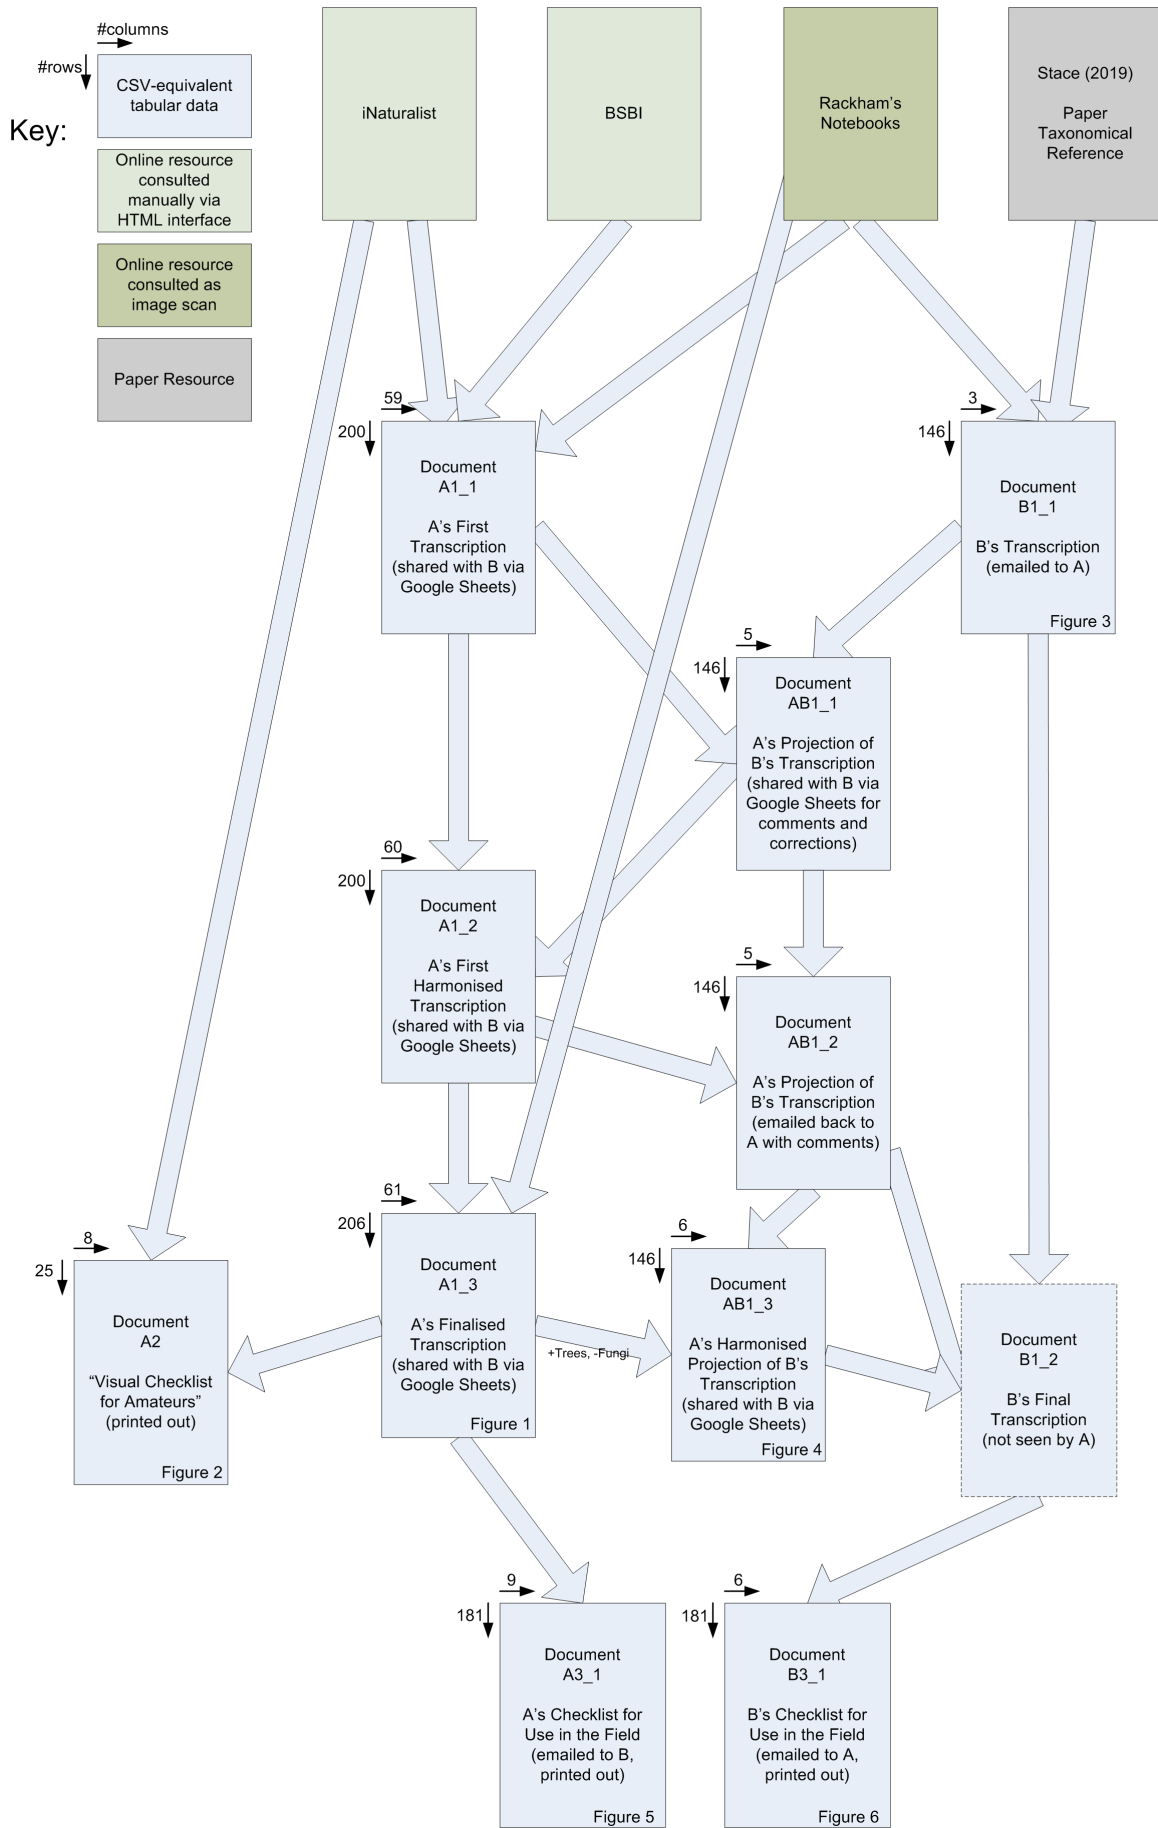 #columns
#rows
CSV-equivalent
tabular data
Key:
Online resource
consulted
manually via
HTML interface
Online resource
consulted as
image scan
Paper Resource
iNaturalist
BSBI
Rackham's
Notebooks
Stace (2019)
Paper
Taxonomical
Reference
59
200
Document
A1_1
A's First
Transcription
(shared with B via
Google Sheets)
3
146
Document
B1_1
B's Transcription
(emailed to A)
Figure 3
5
146
Document
AB1_1
A's Projection of
B's Transcription
(shared with B via
Google Sheets for
comments and
corrections)
60
200
Document
A1_2
A's First
Harmonised
Transcription
(shared with B via
Google Sheets)
5
146
Document
AB1_2
A's Projection of
B's Transcription
(emailed back to
A with comments)
61
206
Document
A1_3
A's Finalised
Transcription
(shared with B via
Google Sheets)
Figure 1
8
25
Document
A2
“Visual Checklist
for Amateurs”
(printed out)
Figure 2
+Trees, -Fungi
6
146
Document
AB1_3
A's Harmonised
Projection of B's
Transcription
(shared with B via
Google Sheets)
Figure 4
Document
B1_2
B's Final
Transcription
(not seen by A)
9
181
Document
A3_1
A's Checklist for
Use in the Field
(emailed to B,
printed out)
Figure 5
6
181
Document
B3_1
B's Checklist for
Use in the Field
(emailed to A,
printed out)
Figure 6